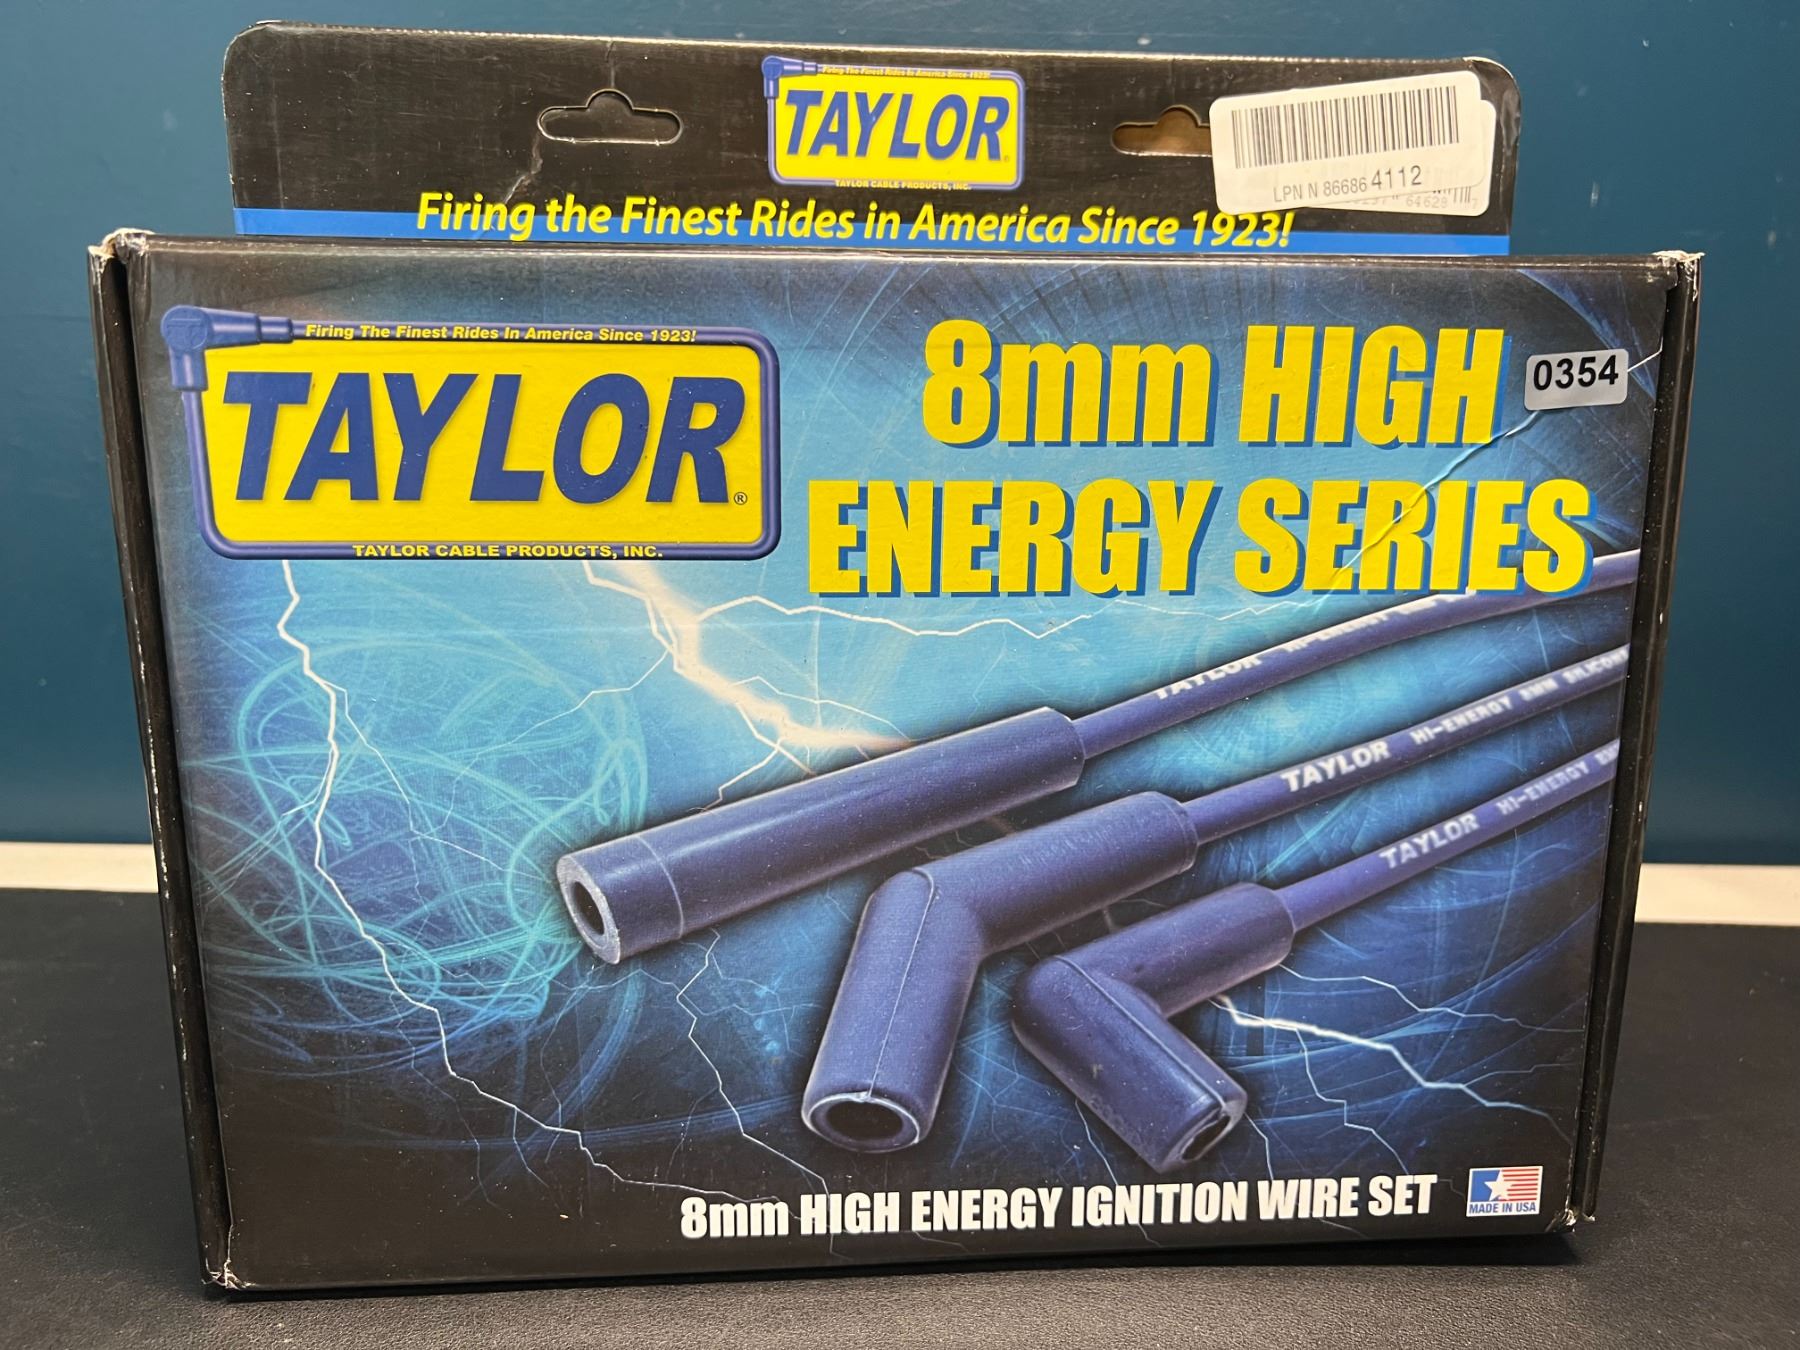 Firing The Finest Rides In America Since 1923!
TAYLOR®
TAYLOR CABLE PRODUCTS, INC.
LPN N 86686 4112
64629 7
Firing the Finest Rides in America Since 1923!
Firing The Finest Rides In America Since 1923!
TAYLOR®
TAYLOR CABLE PRODUCTS, INC.
8mm HIGH
0354
ENERGY SERIES
TAYLOR HI-ENERGY
TAYLOR HI-ENERGY 8MM SILICONE
TAYLOR HI-ENERGY
8mm HIGH ENERGY IGNITION WIRE SET
MADE IN USA